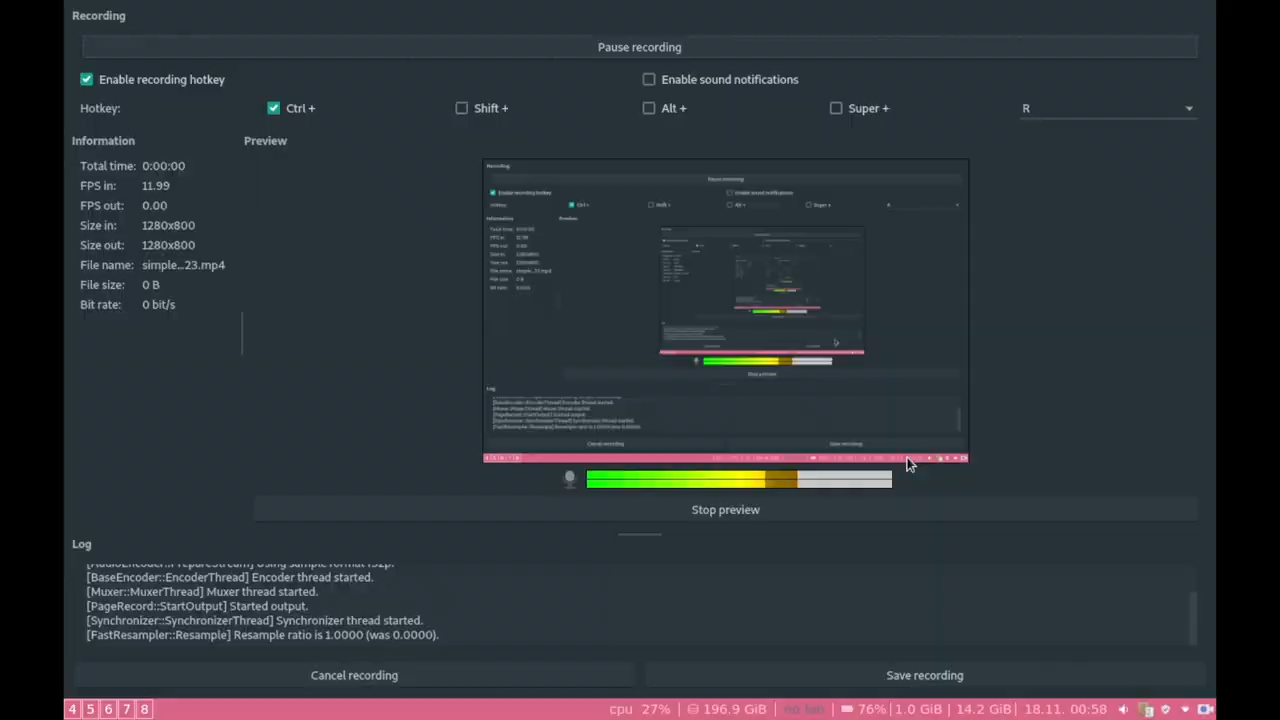 Recording
Pause recording
Enable recording hotkey
Enable sound notifications
Hotkey: Ctrl + Shift + Alt + Super + R
Information
Preview
Total time: 0:00:00
FPS in: 11.99
FPS out: 0.00
Size in: 1280x800
Size out: 1280x800
File name: simple...23.mp4
File size: 0 B
Bit rate: 0 bit/s
Stop preview
Log
[BaseEncoder::EncoderThread] Encoder thread started.
[Muxer::MuxerThread] Muxer thread started.
[PageRecord::StartOutput] Started output.
[Synchronizer::SynchronizerThread] Synchronizer thread started.
[FastResampler::Resample] Resample ratio is 1.0000 (was 0.0000).
Cancel recording
Save recording
4 5 6 7 8 cpu 27% | 196.9 GiB | no lan | 76% | 1.0 GiB | 14.2 GiB | 18.11. 00:58